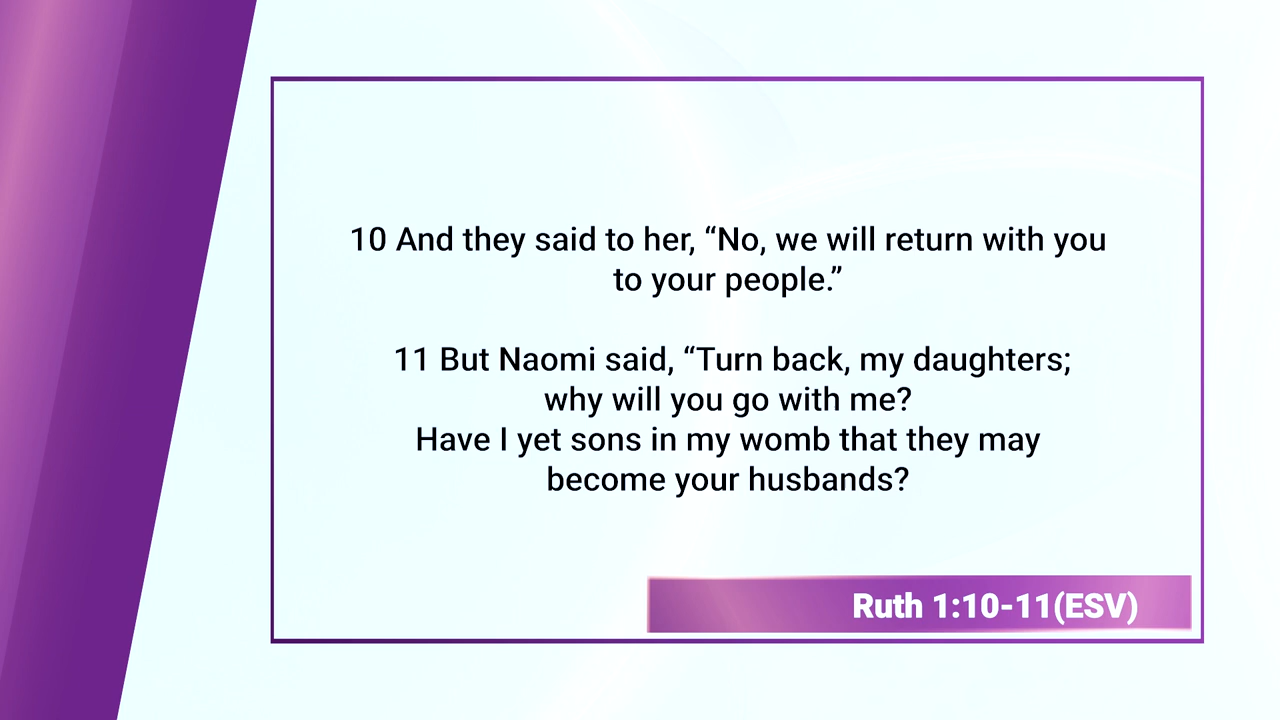 10 And they said to her, “No, we will return with you
to your people.”
11 But Naomi said, “Turn back, my daughters;
why will you go with me?
Have I yet sons in my womb that they may
become your husbands?
Ruth 1:10-11(ESV)